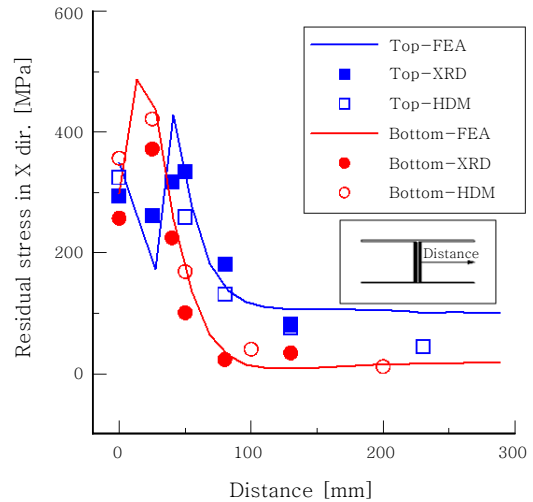 600
400
200
0
Residual stress in X dir. [MPa]
Top-FEA
Top-XRD
Top-HDM
Bottom-FEA
Bottom-XRD
Bottom-HDM
Distance
0 100 200 300
Distance [mm]